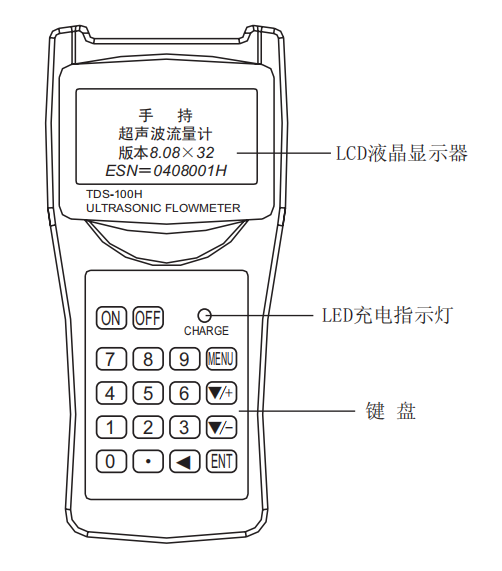 手 持
超声波流量计
版本8.08×32
ESN=0408001H
LCD液晶显示器
TDS-100H
ULTRASONIC FLOWMETER
ON OFF
LED充电指示灯
CHARGE
7 8 9 MENU
4 5 6 ▼/+
键 盘
1 2 3 ▼/-
0 • ◀ ENT